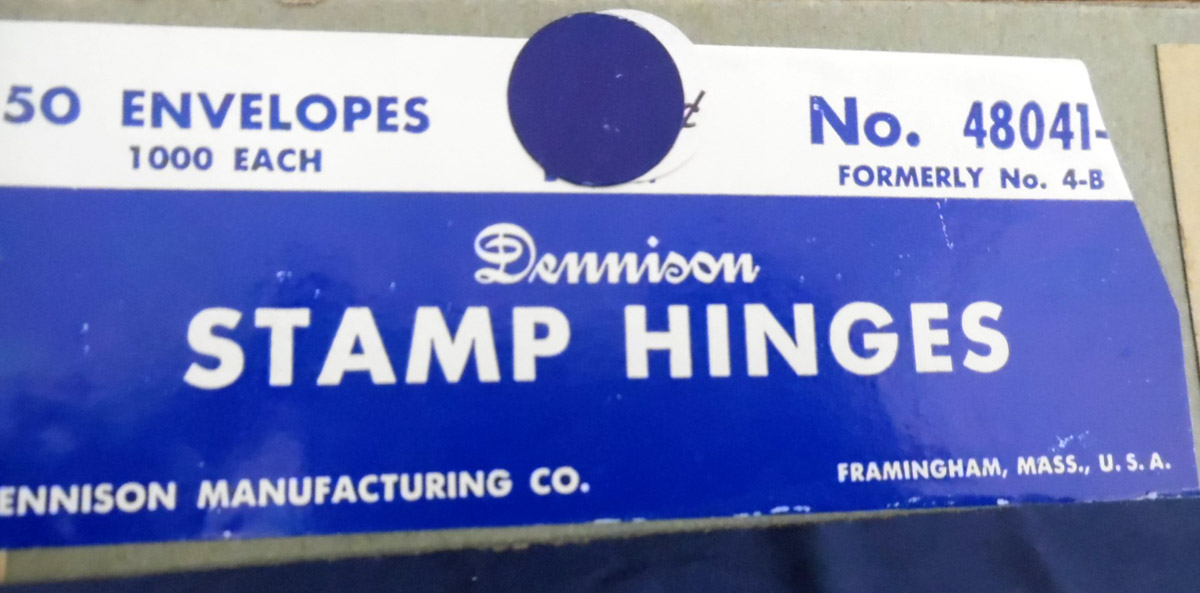 50 ENVELOPES
1000 EACH
No. 48041-
FORMERLY No. 4-B
Dennison
STAMP HINGES
ENNISON MANUFACTURING CO.
FRAMINGHAM, MASS., U. S. A.